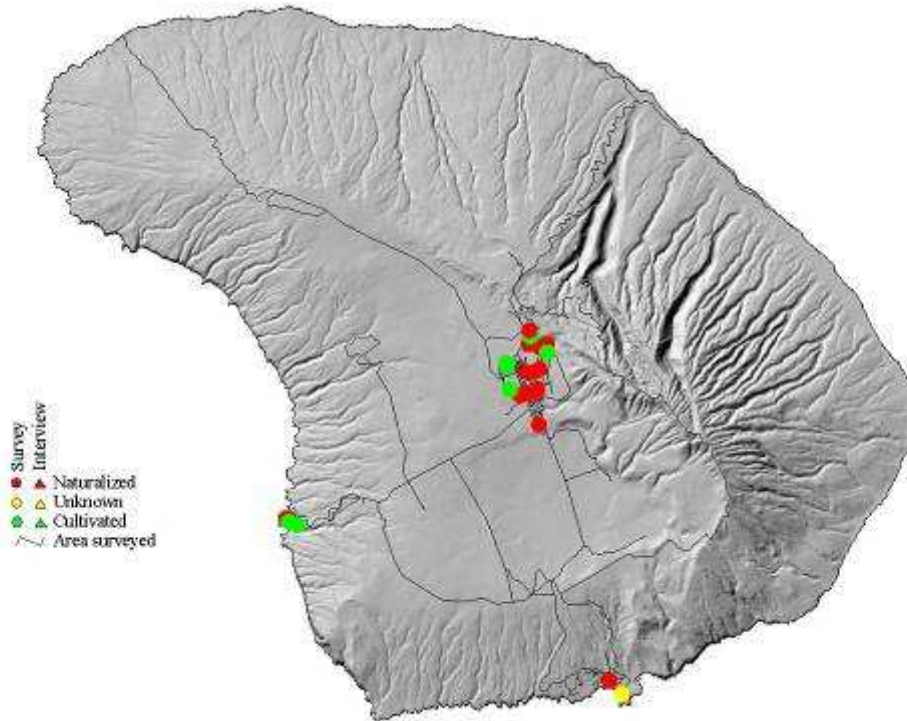 Survey
Interview
Naturalized
Unknown
Cultivated
Area surveyed